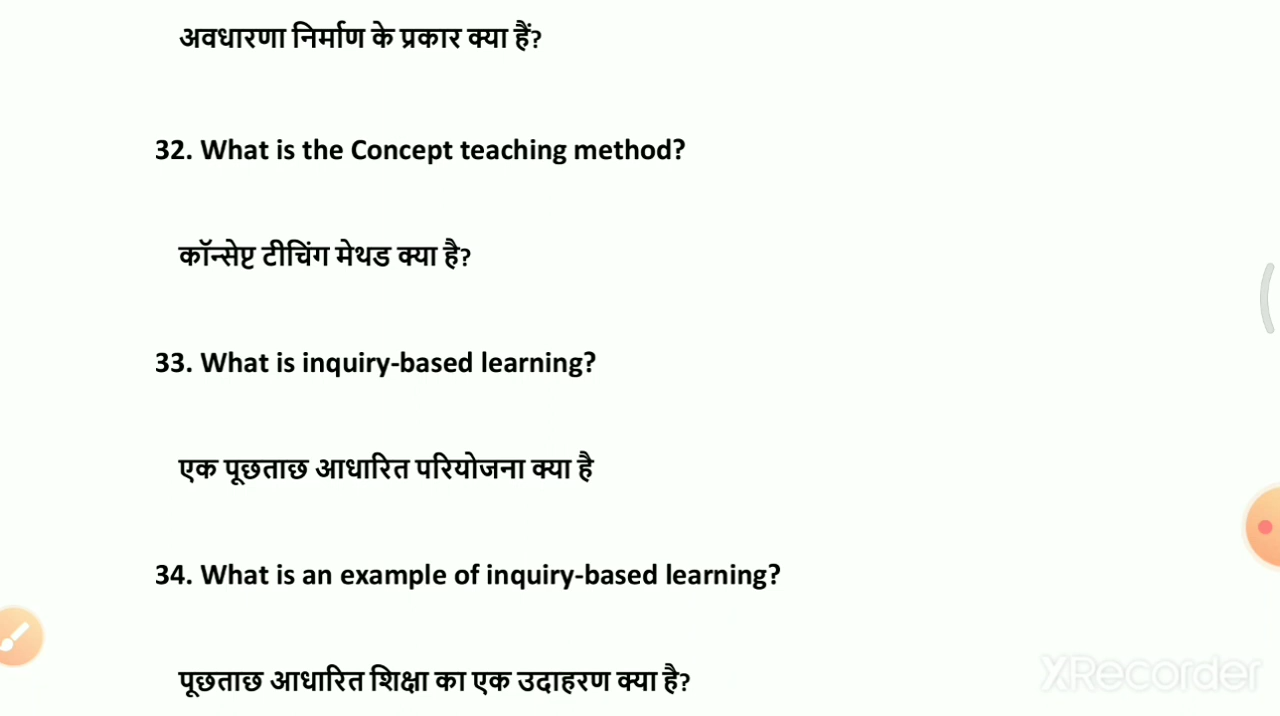 अवधारणा निर्माण के प्रकार क्या हैं?
32. What is the Concept teaching method?
कॉन्सेप्ट टीचिंग मेथड क्या है?
33. What is inquiry-based learning?
एक पूछताछ आधारित परियोजना क्या है
34. What is an example of inquiry-based learning?
पूछताछ आधारित शिक्षा का एक उदाहरण क्या है?
XRecorder